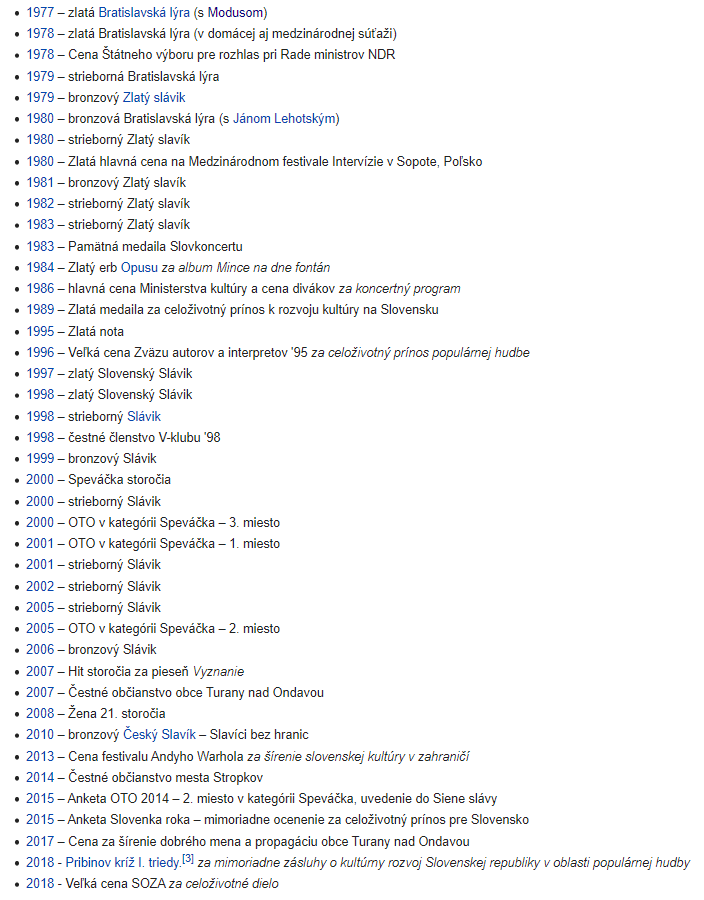 1977 – zlatá Bratislavská lýra (s Modusom)
1978 – zlatá Bratislavská lýra (v domácej aj medzinárodnej súťaži)
1978 – Cena Štátneho výboru pre rozhlas pri Rade ministrov NDR
1979 – strieborná Bratislavská lýra
1979 – bronzový Zlatý slávik
1980 – bronzová Bratislavská lýra (s Jánom Lehotským)
1980 – strieborný Zlatý slavík
1980 – Zlatá hlavná cena na Medzinárodnom festivale Intervízie v Sopote, Poľsko
1981 – bronzový Zlatý slavík
1982 – strieborný Zlatý slavík
1983 – strieborný Zlatý slavík
1983 – Pamätná medaila Slovkoncertu
1984 – Zlatý erb Opusu za album Mince na dne fontán
1986 – hlavná cena Ministerstva kultúry a cena divákov za koncertný program
1989 – Zlatá medaila za celoživotný prínos k rozvoju kultúry na Slovensku
1995 – Zlatá nota
1996 – Veľká cena Zväzu autorov a interpretov '95 za celoživotný prínos populárnej hudbe
1997 – zlatý Slovenský Slávik
1998 – zlatý Slovenský Slávik
1998 – strieborný Slávik
1998 – čestné členstvo V-klubu '98
1999 – bronzový Slávik
2000 – Speváčka storočia
2000 – strieborný Slávik
2000 – OTO v kategórii Speváčka – 3. miesto
2001 – OTO v kategórii Speváčka – 1. miesto
2001 – strieborný Slávik
2002 – strieborný Slávik
2005 – strieborný Slávik
2005 – OTO v kategórii Speváčka – 2. miesto
2006 – bronzový Slávik
2007 – Hit storočia za pieseň Vyznanie
2007 – Čestné občianstvo obce Turany nad Ondavou
2008 – Žena 21. storočia
2010 – bronzový Český Slavík – Slavíci bez hranic
2013 – Cena festivalu Andyho Warhola za šírenie slovenskej kultúry v zahraničí
2014 – Čestné občianstvo mesta Stropkov
2015 – Anketa OTO 2014 – 2. miesto v kategórii Speváčka, uvedenie do Siene slávy
2015 – Anketa Slovenka roka – mimoriadne ocenenie za celoživotný prínos pre Slovensko
2017 – Cena za šírenie dobrého mena a propagáciu obce Turany nad Ondavou
2018 - Pribinov kríž I. triedy.[3] za mimoriadne zásluhy o kultúrny rozvoj Slovenskej republiky v oblasti populárnej hudby
2018 - Veľká cena SOZA za celoživotné dielo